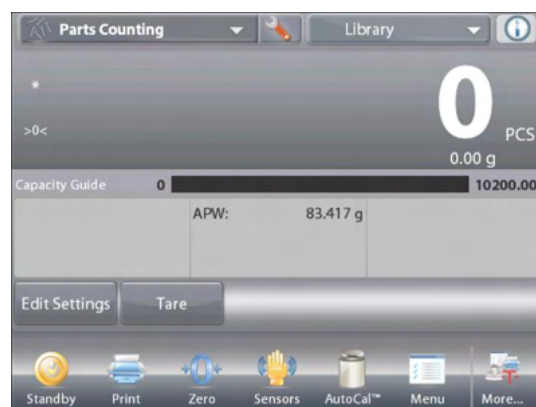 Parts Counting Library
*
0
>0< PCS
0.00 g
Capacity Guide 0 10200.00
APW: 83.417 g
Edit Settings Tare
Standby Print Zero Sensors AutoCal™ Menu More...